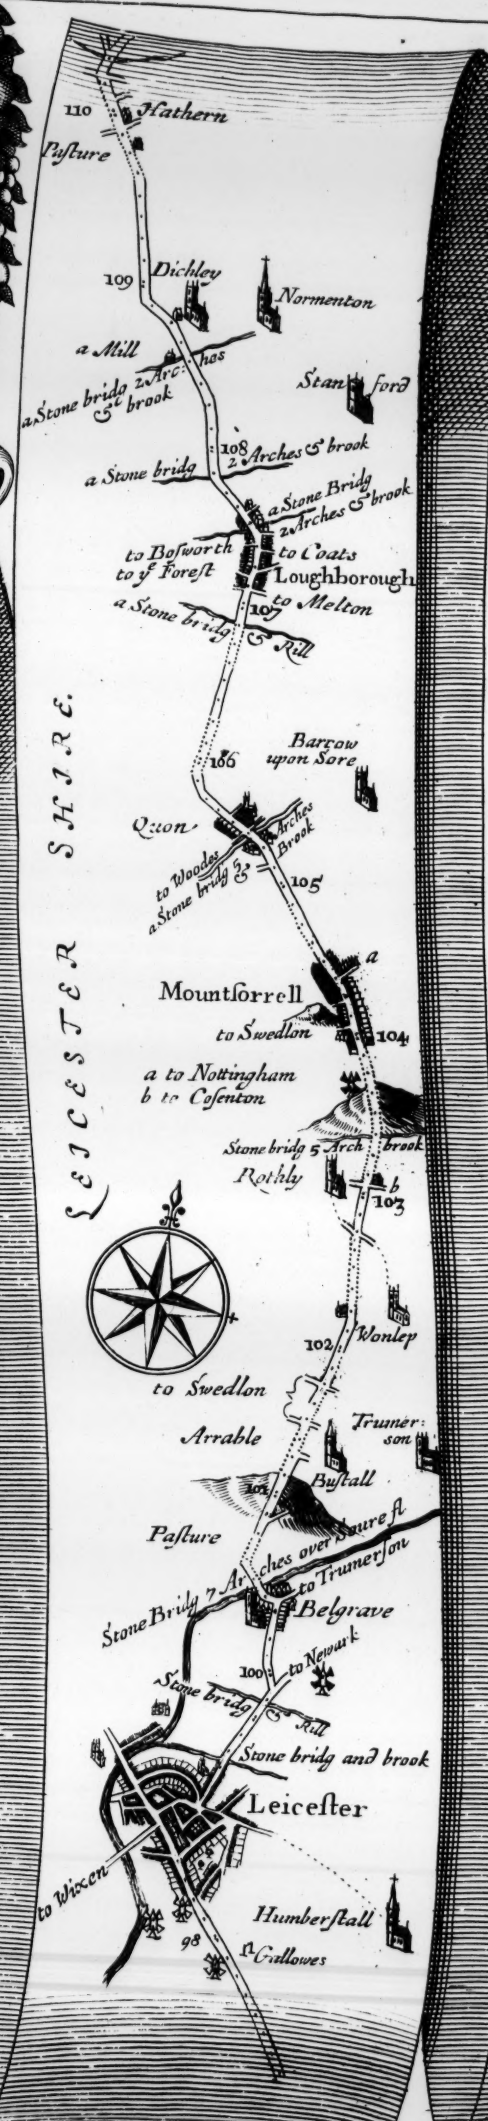 110 Hathern
Pasture
109 Dichley
Normenton
a Mill
a Stone bridg 2 Arches
& brook
Stanford
108
a Stone bridg 2 Arches & brook
a Stone Bridg
2 Arches & brook
to Bosworth
to yᵉ Forest
to Coats
Loughborough
to Melton
107
a Stone bridg & Rill
106
Barrow
upon Sore
Quon
Arches
Brook
to Woodes
a Stone bridg 5 &
105
a
Mountsorrell
to Swedlon
104
a to Nottingham
b to Cosenton
Stone bridg 5 Arch brook
Rothly
b
103
102 Wonlep
to Swedlon
Arrable
Trumer:
son
Bustall
101
Pasture
Stone Bridg 7 Arches over Soure fl
to Trumerson
Belgrave
100 to Newark
Stone bridg & Rill
Stone bridg and brook
Leicester
to Wixen
Humberstall
98
Gallowes
LEICESTER SHIRE.